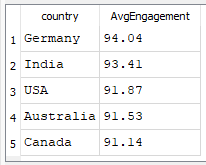 country AvgEngagement
1 Germany 94.04
2 India 93.41
3 USA 91.87
4 Australia 91.53
5 Canada 91.14